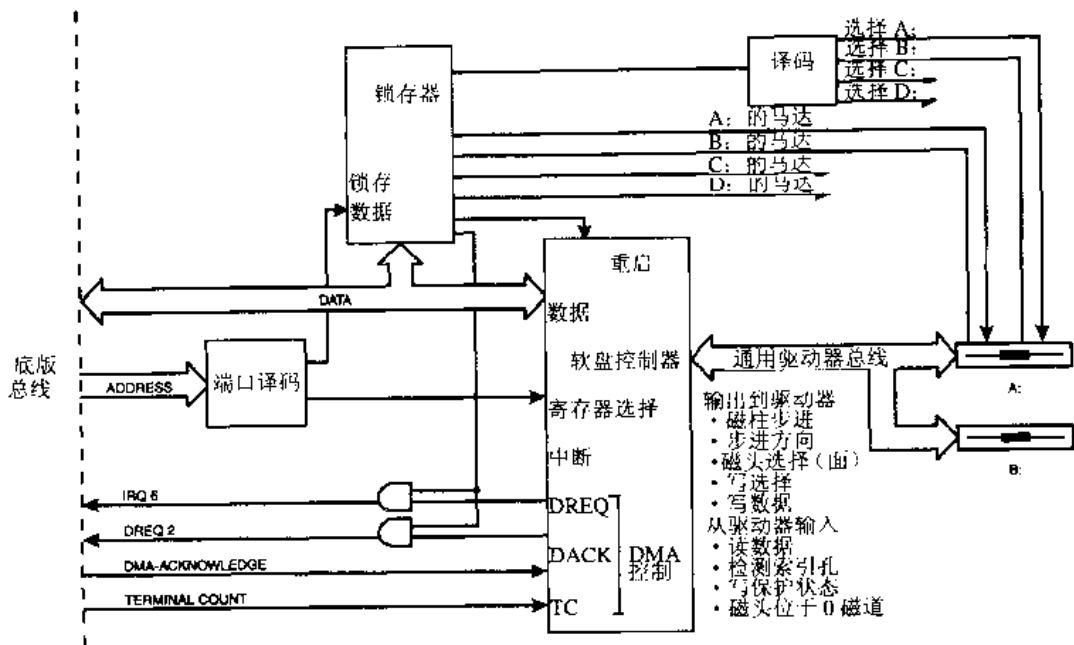 选择 A:
选择 B:
选择 C:
选择 D:
译码
锁存器
A: 的马达
B: 的马达
C: 的马达
D: 的马达
锁存
数据
重启
DATA
数据
底版
总线
ADDRESS
端口译码
软盘控制器
通用驱动器总线
A:
寄存器选择
输出到驱动器
·磁柱步进
·步进方向
·磁头选择（面）
·写选择
·写数据
B:
中断
IRQ 6
DREQ
DREQ 2
DACK
DMA
控制
DMA-ACKNOWLEDGE
TERMINAL COUNT
TC
从驱动器输入
·读数据
·检测索引孔
·写保护状态
·磁头位于 0 磁道